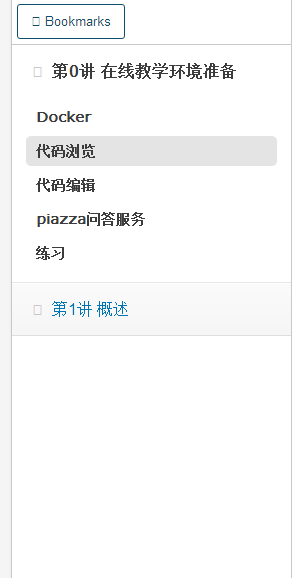 Bookmarks
第0讲 在线教学环境准备
Docker
代码浏览
代码编辑
piazza问答服务
练习
第1讲 概述